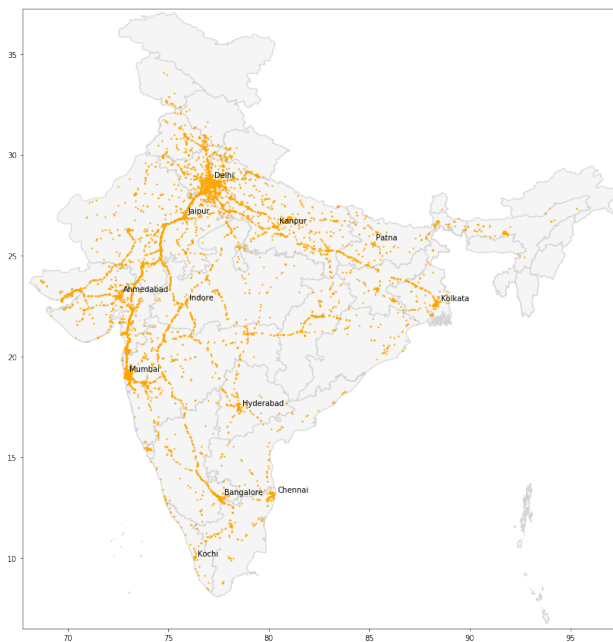 35
30
25
20
15
10
70
75
80
85
90
95
Delhi
Jaipur
Kanpur
Patna
Ahmedabad
Indore
Kolkata
Mumbai
Hyderabad
Bangalore
Chennai
Kochi